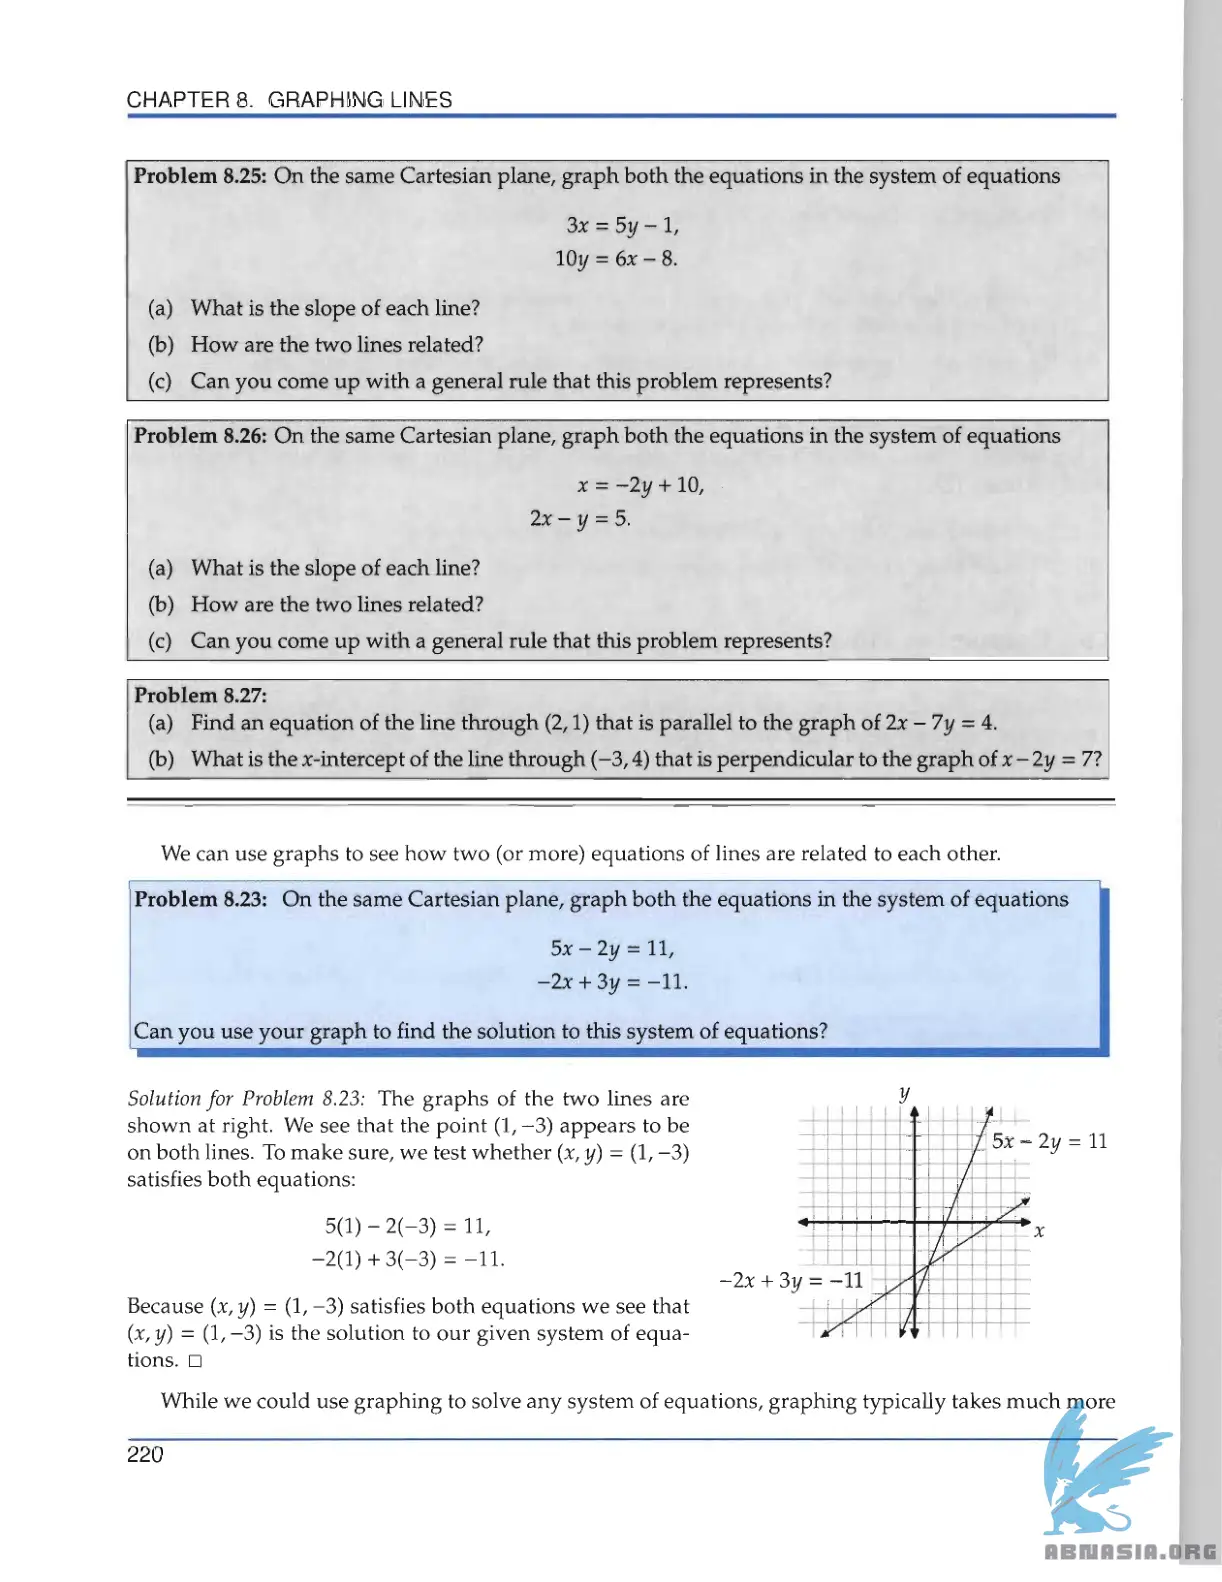 CHAPTER 8. GRAPHING LINES
Problem 8.25: On the same Cartesian plane, graph both the equations in the system of equations
3x = 5y − 1,
10y = 6x − 8.
(a) What is the slope of each line?
(b) How are the two lines related?
(c) Can you come up with a general rule that this problem represents?
Problem 8.26: On the same Cartesian plane, graph both the equations in the system of equations
x = −2y + 10,
2x − y = 5.
(a) What is the slope of each line?
(b) How are the two lines related?
(c) Can you come up with a general rule that this problem represents?
Problem 8.27:
(a) Find an equation of the line through (2, 1) that is parallel to the graph of 2x − 7y = 4.
(b) What is the x-intercept of the line through (−3, 4) that is perpendicular to the graph of x − 2y = 7?
We can use graphs to see how two (or more) equations of lines are related to each other.
Problem 8.23: On the same Cartesian plane, graph both the equations in the system of equations
5x − 2y = 11,
−2x + 3y = −11.
Can you use your graph to find the solution to this system of equations?
Solution for Problem 8.23: The graphs of the two lines are
shown at right. We see that the point (1, −3) appears to be
on both lines. To make sure, we test whether (x, y) = (1, −3)
satisfies both equations:
5(1) − 2(−3) = 11,
−2(1) + 3(−3) = −11.
Because (x, y) = (1, −3) satisfies both equations we see that
(x, y) = (1, −3) is the solution to our given system of equa-
tions. □
y
5x − 2y = 11
x
−2x + 3y = −11
While we could use graphing to solve any system of equations, graphing typically takes much more
220
ABNASIA.ORG